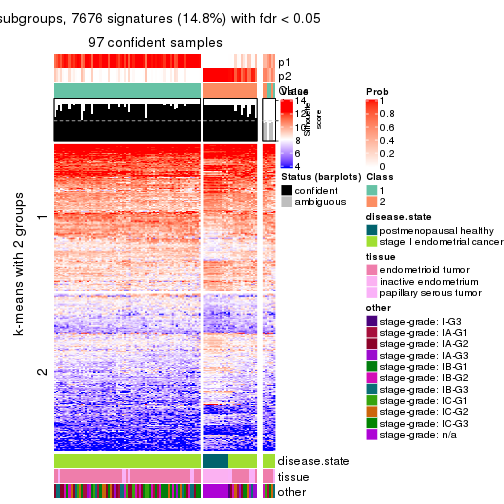 subgroups, 7676 signatures (14.8%) with fdr < 0.05
97 confident samples
p1
p2
Class
Silhouette
score
k-means with 2 groups
1
2
Value
14
12
10
8
6
4
Prob
1
0.8
0.6
0.4
0.2
0
Status (barplots)
confident
ambiguous
Class
1
2
disease.state
postmenopausal healthy
stage I endometrial cancer
tissue
endometrioid tumor
inactive endometrium
papillary serous tumor
other
stage-grade: I-G3
stage-grade: IA-G1
stage-grade: IA-G2
stage-grade: IA-G3
stage-grade: IB-G1
stage-grade: IB-G2
stage-grade: IB-G3
stage-grade: IC-G1
stage-grade: IC-G2
stage-grade: IC-G3
stage-grade: n/a
disease.state
tissue
other